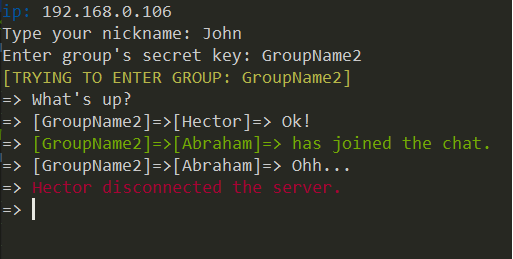 ip: 192.168.0.106
Type your nickname: John
Enter group's secret key: GroupName2
[TRYING TO ENTER GROUP: GroupName2]
=> What's up?
=> [GroupName2]=>[Hector]=> Ok!
=> [GroupName2]=>[Abraham]=> has joined the chat.
=> [GroupName2]=>[Abraham]=> Ohh...
=> Hector disconnected the server.
=>